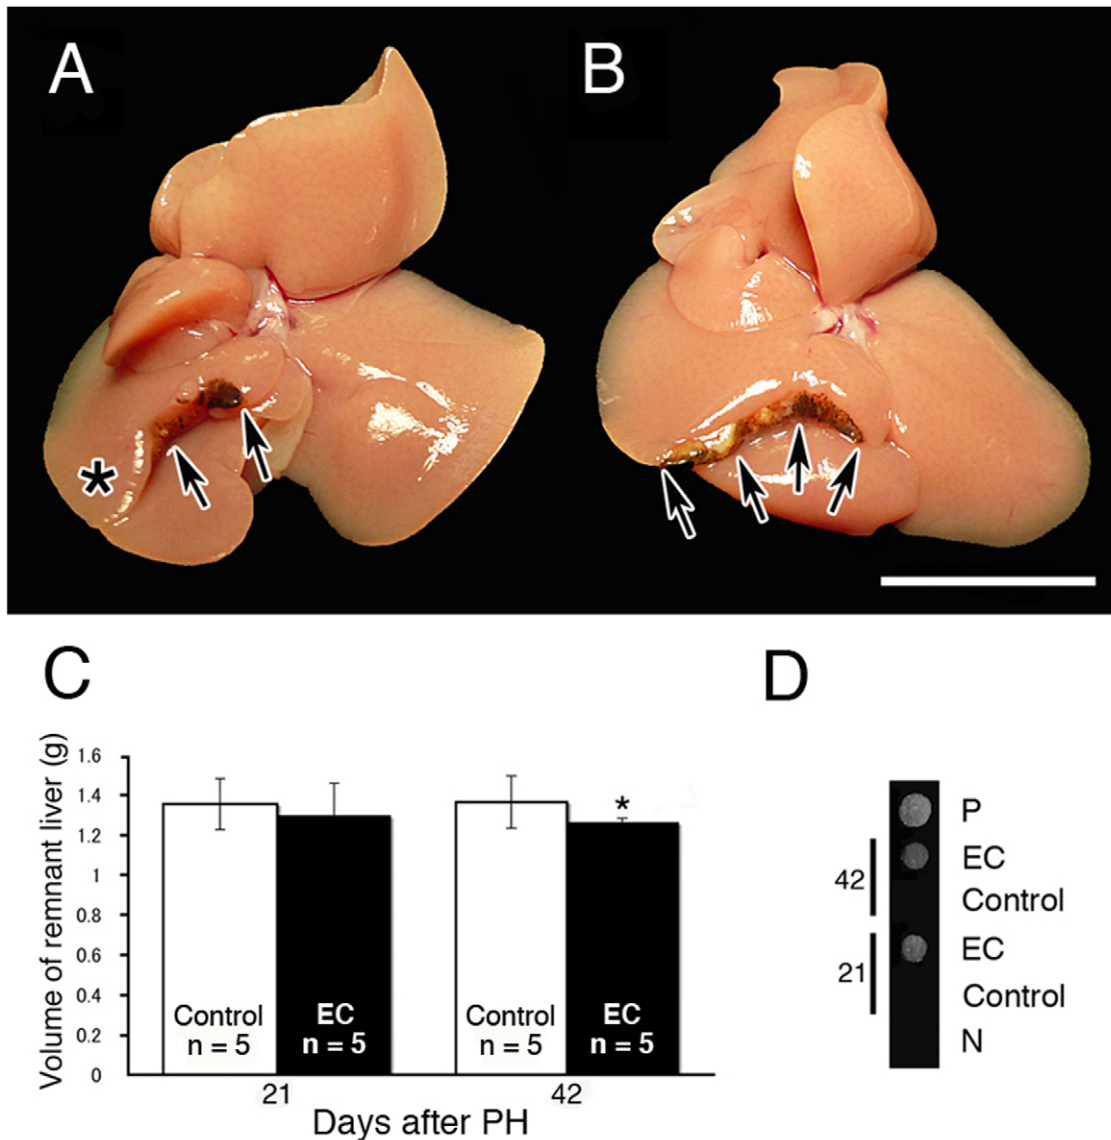 A
B
*
C
Volume of remnant liver (g)
1.6
1.4
1.2
1
0.8
0.6
0.4
0.2
0
*
Control
n = 5
EC
n = 5
Control
n = 5
EC
n = 5
21
42
Days after PH
D
P
EC
42
Control
EC
21
Control
N